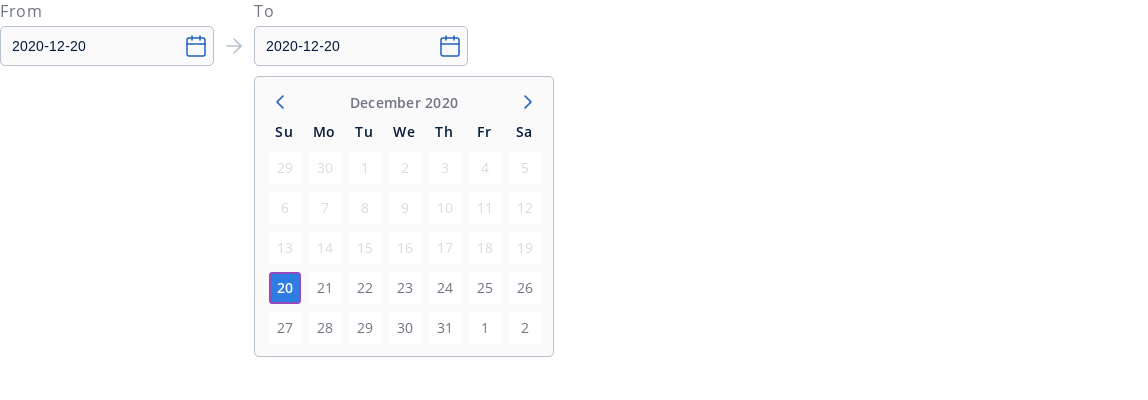 From
To
2020-12-20
2020-12-20
December 2020
Su Mo Tu We Th Fr Sa
29 30 1 2 3 4 5
6 7 8 9 10 11 12
13 14 15 16 17 18 19
20 21 22 23 24 25 26
27 28 29 30 31 1 2